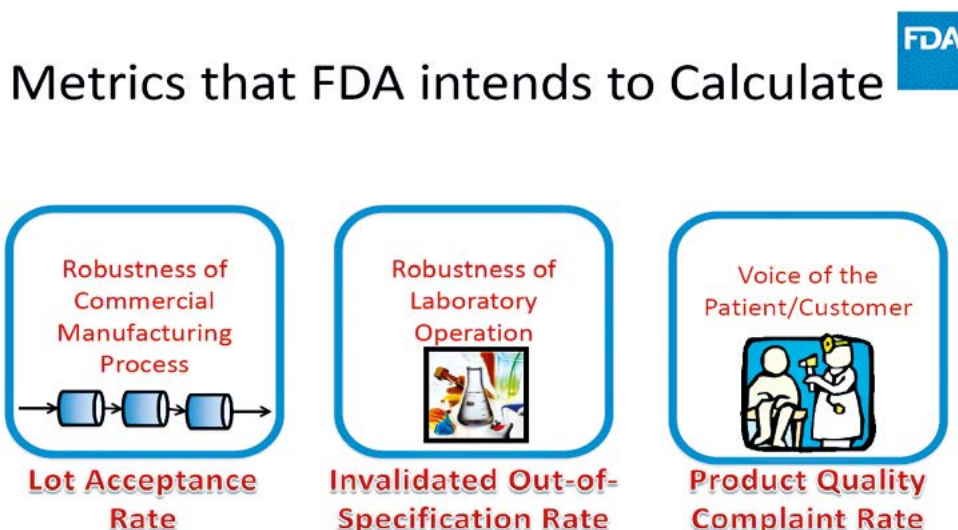 FDA
Metrics that FDA intends to Calculate
Robustness of
Commercial
Manufacturing
Process
Lot Acceptance
Rate
Robustness of
Laboratory
Operation
Invalidated Out-of-
Specification Rate
Voice of the
Patient/Customer
Product Quality
Complaint Rate